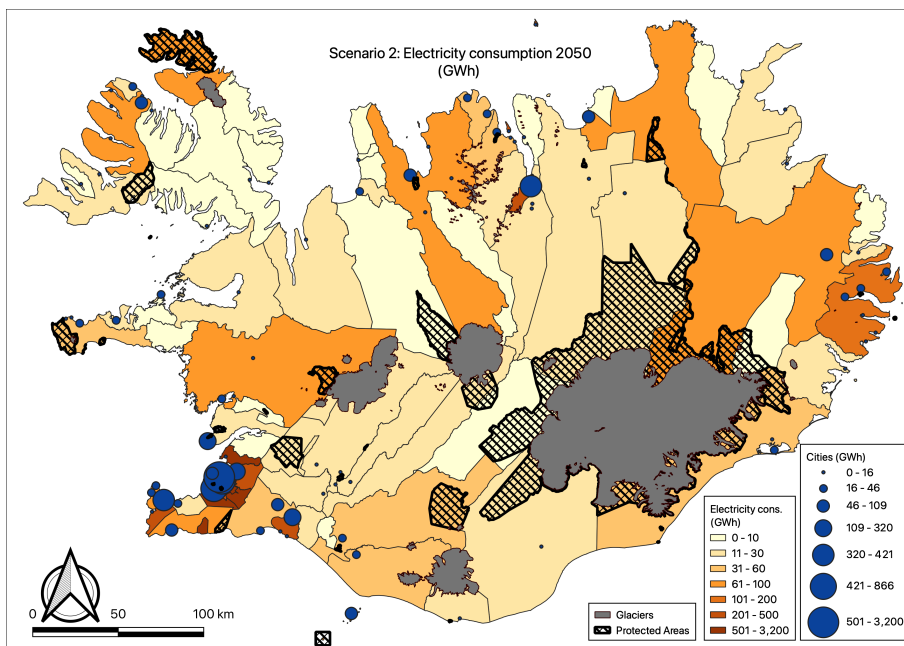 Scenario 2: Electricity consumption 2050
(GWh)
Cities (GWh)
0 - 16
16 - 46
46 - 109
109 - 320
320 - 421
421 - 866
501 - 3,200
Electricity cons.
(GWh)
0 - 10
11 - 30
31 - 60
61 - 100
101 - 200
201 - 500
501 - 3,200
Glaciers
Protected Areas
0 50 100 km